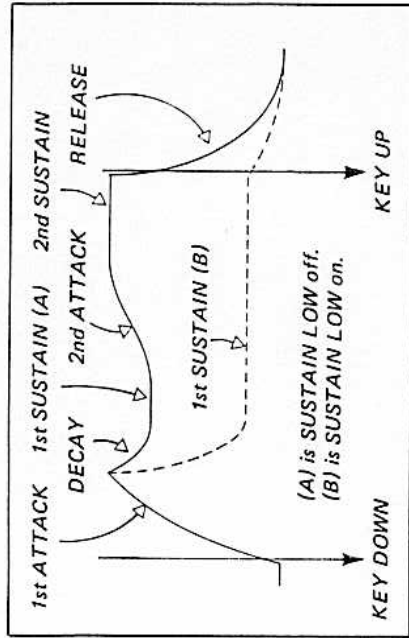 1st ATTACK
DECAY
1st SUSTAIN (A)
2nd ATTACK
2nd SUSTAIN
RELEASE
1st SUSTAIN (B)
(A) is SUSTAIN LOW off.
(B) is SUSTAIN LOW on.
KEY DOWN
KEY UP